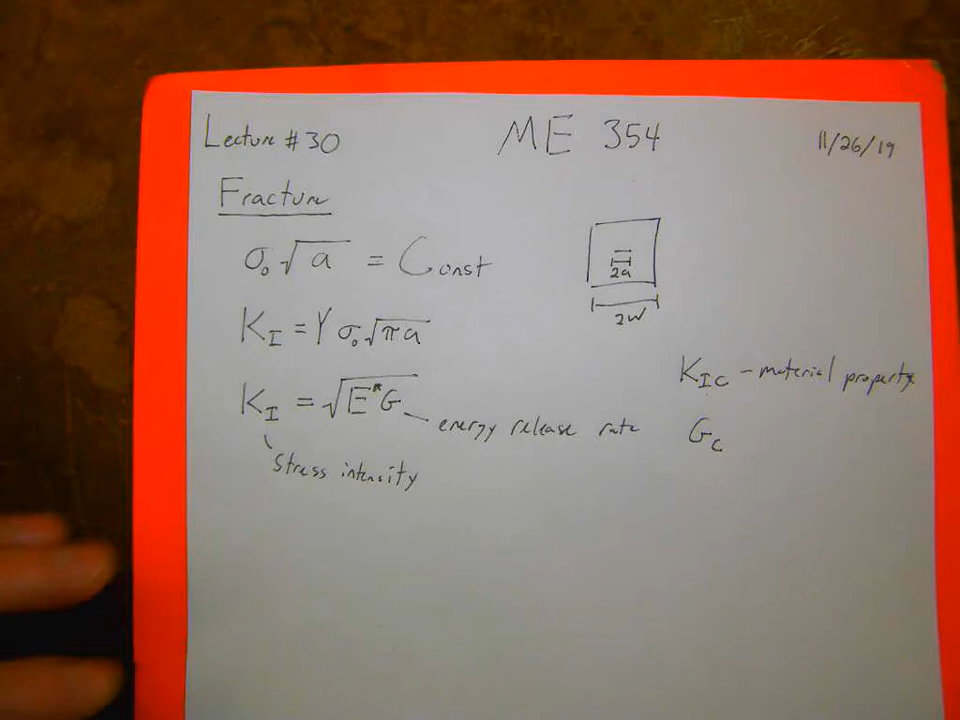 Lecture #30 ME 354 11/26/19
Fracture
σ₀√a = Const
2a
2w
K_I = Y σ₀√πa
K_IC - material property
K_I = √E*G
energy release rate
G_c
Stress intensity